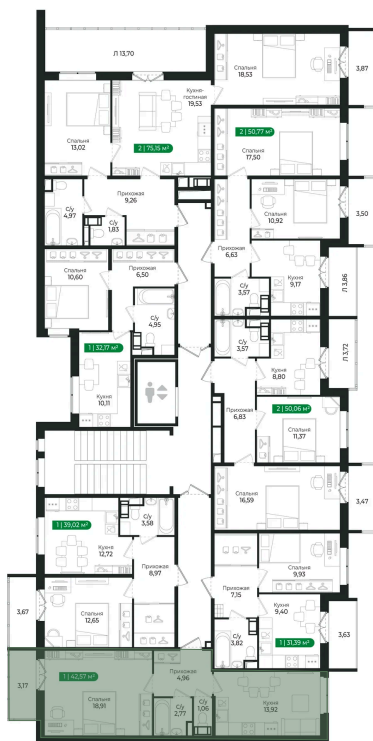 Л 13,70
Спальня
18,53
3,87
Кухня-
гостиная
19,53
Спальня
13,02
2 | 75,15 м²
2 | 50,77 м²
Спальня
17,50
С/у
4,97
С/у
1,83
Прихожая
9,26
Спальня
10,92
3,50
Прихожая
6,63
Кухня
9,17
Л 3,86
Спальня
10,60
Прихожая
6,50
С/у
3,57
С/у
4,95
1 | 32,17 м²
С/у
3,57
Кухня
8,80
Л 3,72
Кухня
10,11
Прихожая
6,83
2 | 50,06 м²
Спальня
11,37
Спальня
16,59
3,47
1 | 39,02 м²
С/у
3,58
Кухня
12,72
Прихожая
8,97
Спальня
9,93
Прихожая
7,15
Кухня
9,40
3,67
Спальня
12,65
С/у
3,82
1 | 31,39 м²
3,63
3,17
1 | 42,57 м²
Спальня
18,91
Прихожая
4,96
С/у
2,77
С/у
1,06
Кухня
13,92